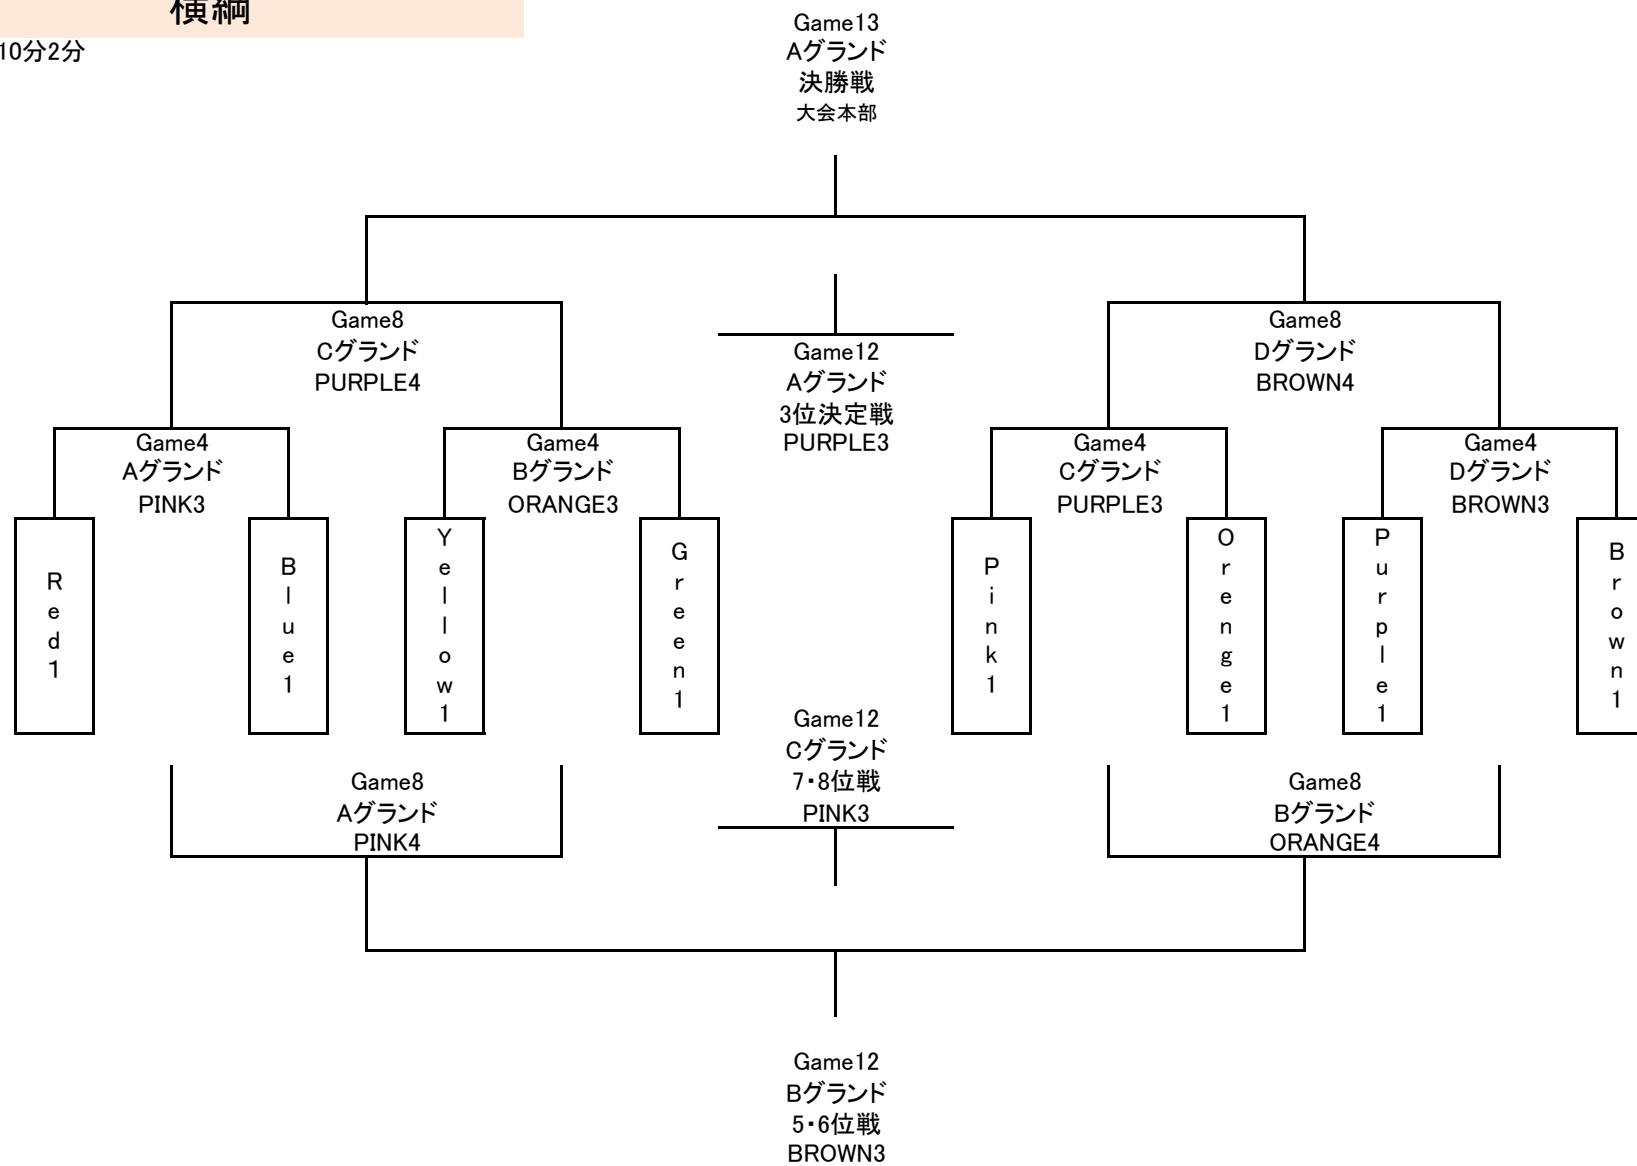 横綱
10分2分
Game13
Aグランド
決勝戦
大会本部
Game8
Cグランド
PURPLE4
Game12
Aグランド
3位決定戦
PURPLE3
Game8
Dグランド
BROWN4
Game4
Aグランド
PINK3
Game4
Bグランド
ORANGE3
Game4
Cグランド
PURPLE3
Game4
Dグランド
BROWN3
Red1
Blue1
Yellow1
Green1
Pink1
Orenge1
Purple1
Brown1
Game12
Cグランド
7・8位戦
PINK3
Game8
Aグランド
PINK4
Game8
Bグランド
ORANGE4
Game12
Bグランド
5・6位戦
BROWN3